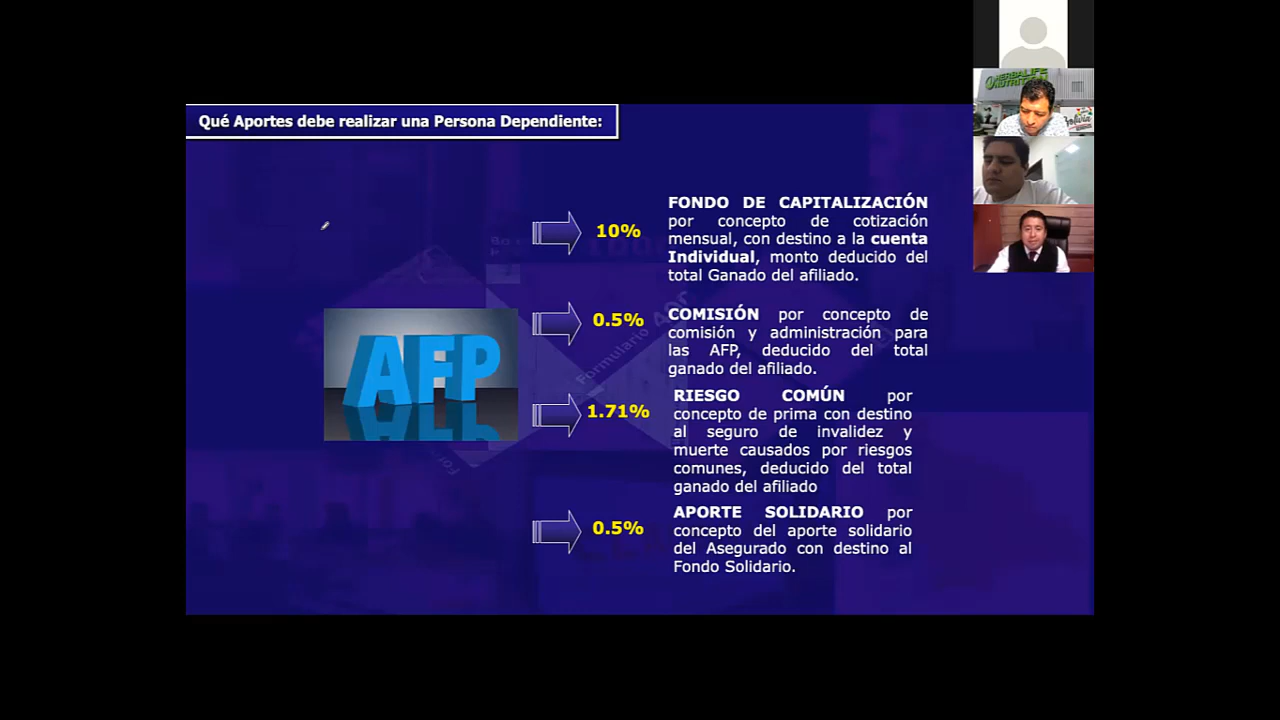 Qué Aportes debe realizar una Persona Dependiente:
HERBALIFE
NUTRITION
Bolivia
AFP
10%
FONDO DE CAPITALIZACIÓN
por concepto de cotización
mensual, con destino a la cuenta
Individual, monto deducido del
total Ganado del afiliado.
0.5%
COMISIÓN por concepto de
comisión y administración para
las AFP, deducido del total
ganado del afiliado.
1.71%
RIESGO COMÚN por
concepto de prima con destino
al seguro de invalidez y
muerte causados por riesgos
comunes, deducido del total
ganado del afiliado
0.5%
APORTE SOLIDARIO por
concepto del aporte solidario
del Asegurado con destino al
Fondo Solidario.
Formulario